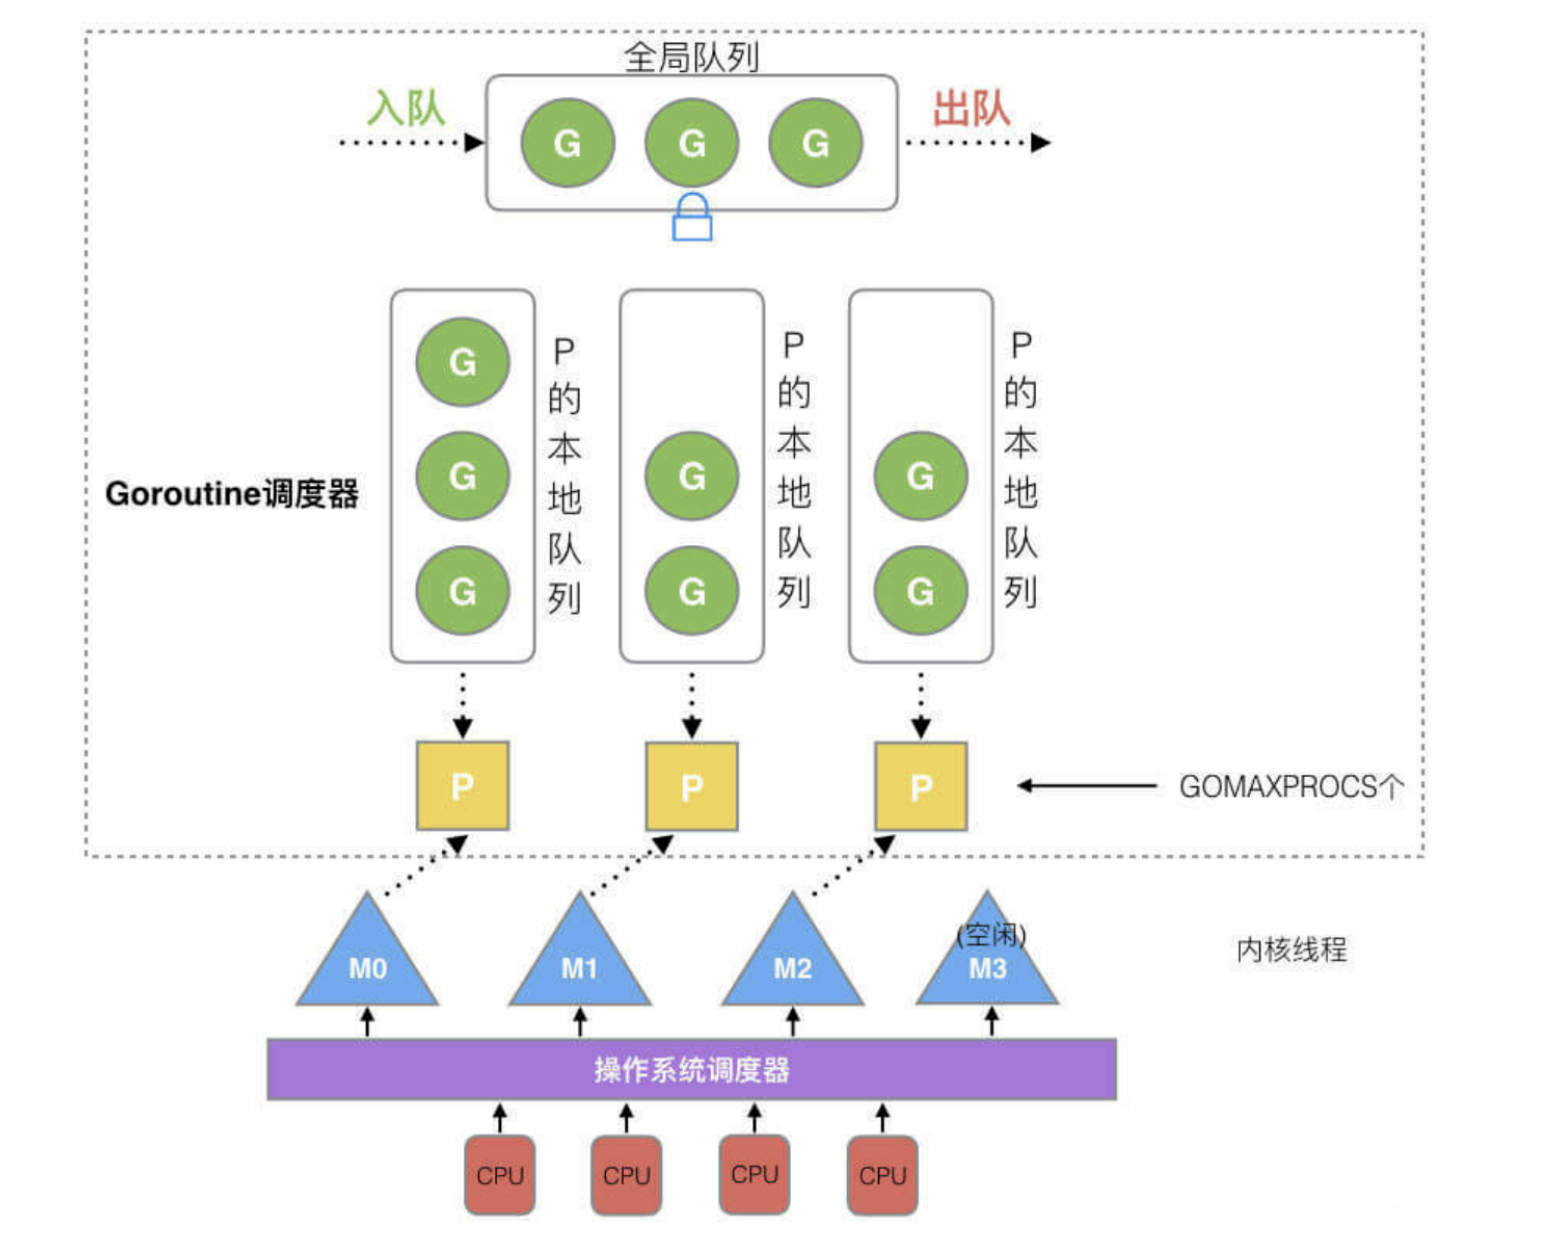 全局队列
入队
出队
G G G
G
G G G
G G G
P的本地队列
P的本地队列
P的本地队列
Goroutine调度器
P P P
GOMAXPROCS个
(空闲)
M0 M1 M2 M3
内核线程
操作系统调度器
CPU CPU CPU CPU